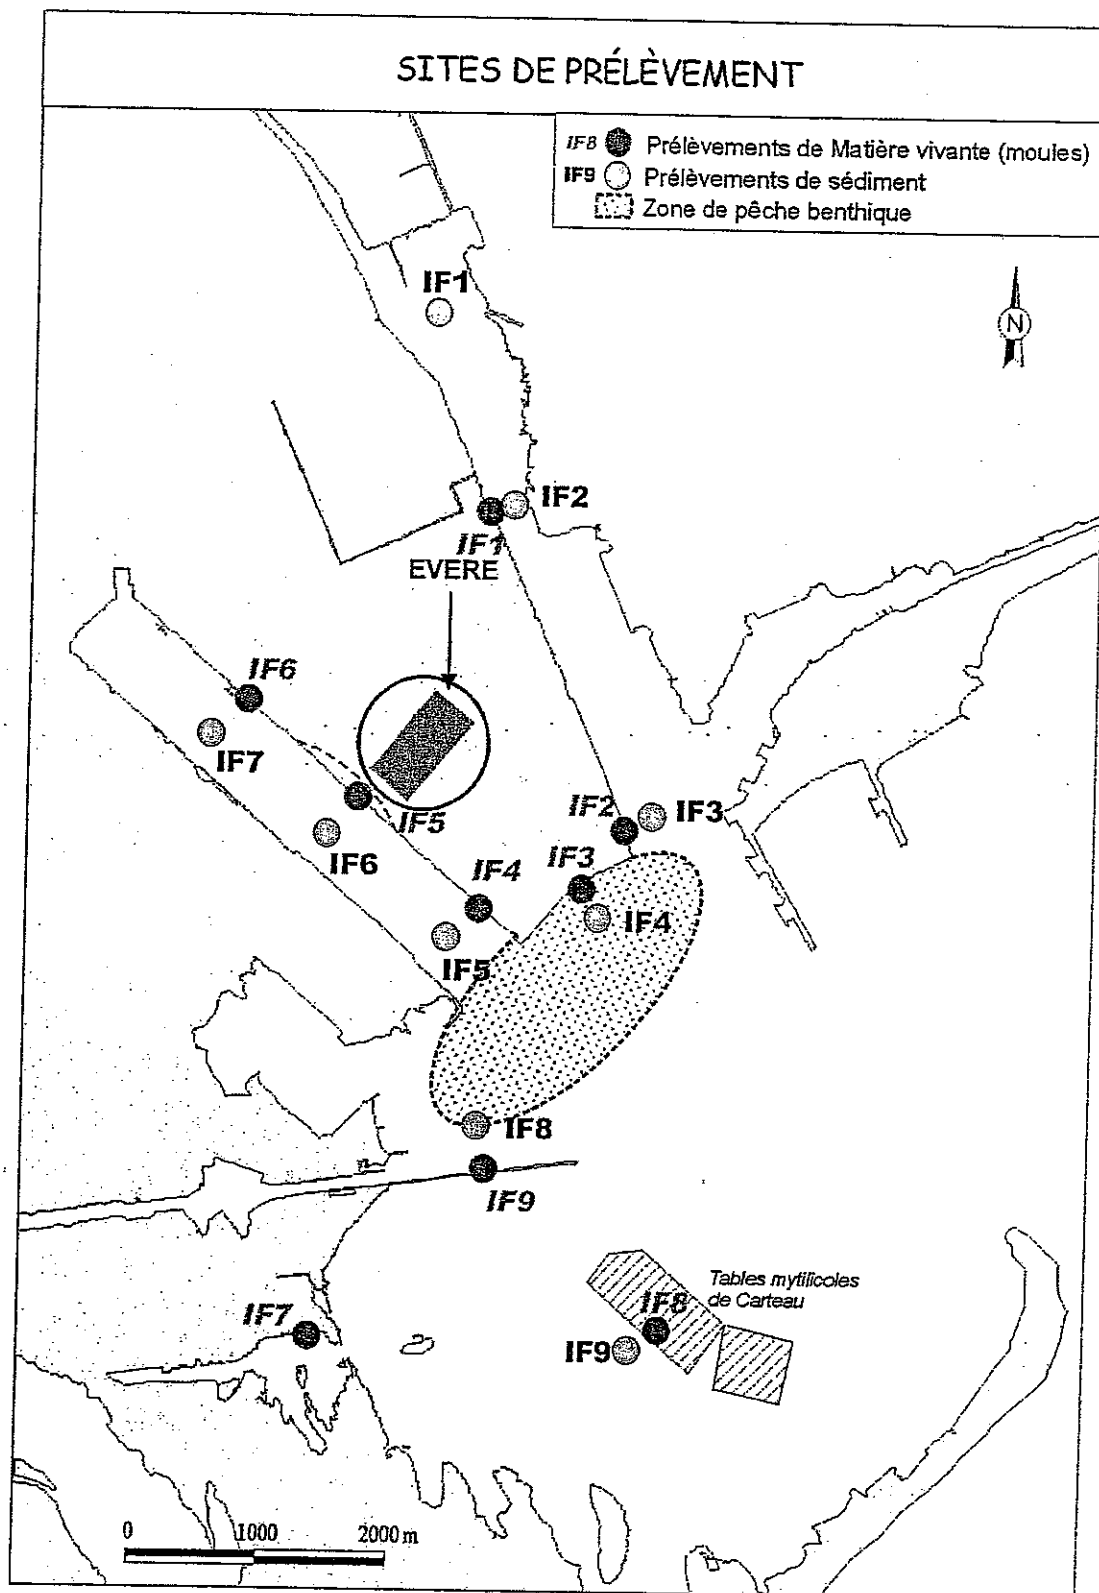 SITES DE PRÉLÈVEMENT
IF8 Prélèvements de Matière vivante (moules)
IF9 Prélèvements de sédiment
Zone de pêche benthique
IF1
N
IF2
IF1
EVERE
IF6
IF7
IF5
IF6
IF2
IF3
IF3
IF4
IF4
IF5
IF8
IF9
Tables mytilicoles
de Carteau
IF7
IF8
IF9
0 1000 2000 m